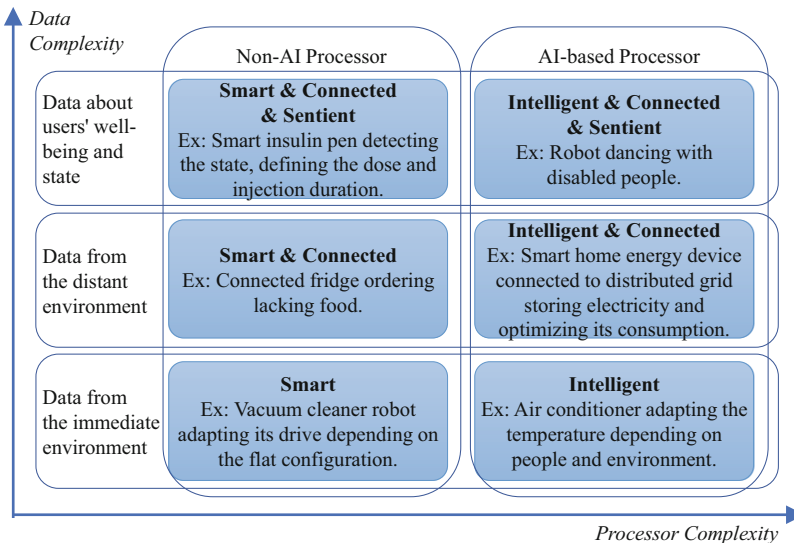 Data
Complexity
Non-AI Processor
AI-based Processor
Data about
users' well-
being and
state
Smart & Connected
& Sentient
Ex: Smart insulin pen detecting
the state, defining the dose and
injection duration.
Intelligent & Connected
& Sentient
Ex: Robot dancing with
disabled people.
Data from
the distant
environment
Smart & Connected
Ex: Connected fridge ordering
lacking food.
Intelligent & Connected
Ex: Smart home energy device
connected to distributed grid
storing electricity and
optimizing its consumption.
Data from
the immediate
environment
Smart
Ex: Vacuum cleaner robot
adapting its drive depending on
the flat configuration.
Intelligent
Ex: Air conditioner adapting the
temperature depending on
people and environment.
Processor Complexity